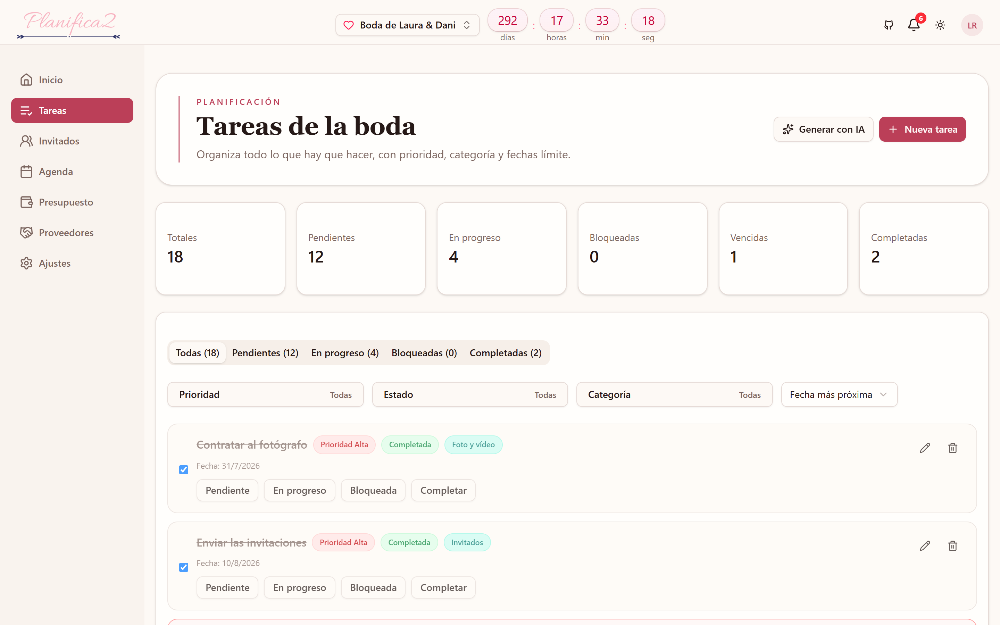 Planifica2
Boda de Laura & Dani
292 : 17 : 33 : 18
días horas min seg
6
LR
Inicio
Tareas
Invitados
Agenda
Presupuesto
Proveedores
Ajustes
PLANIFICACIÓN
Tareas de la boda
Organiza todo lo que hay que hacer, con prioridad, categoría y fechas límite.
Generar con IA
Nueva tarea
Totales
18
Pendientes
12
En progreso
4
Bloqueadas
0
Vencidas
1
Completadas
2
Todas (18) Pendientes (12) En progreso (4) Bloqueadas (0) Completadas (2)
Prioridad Todas Estado Todas Categoría Todas Fecha más próxima
Contratar al fotógrafo Prioridad Alta Completada Foto y vídeo
Fecha: 31/7/2026
Pendiente En progreso Bloqueada Completar
Enviar las invitaciones Prioridad Alta Completada Invitados
Fecha: 10/8/2026
Pendiente En progreso Bloqueada Completar